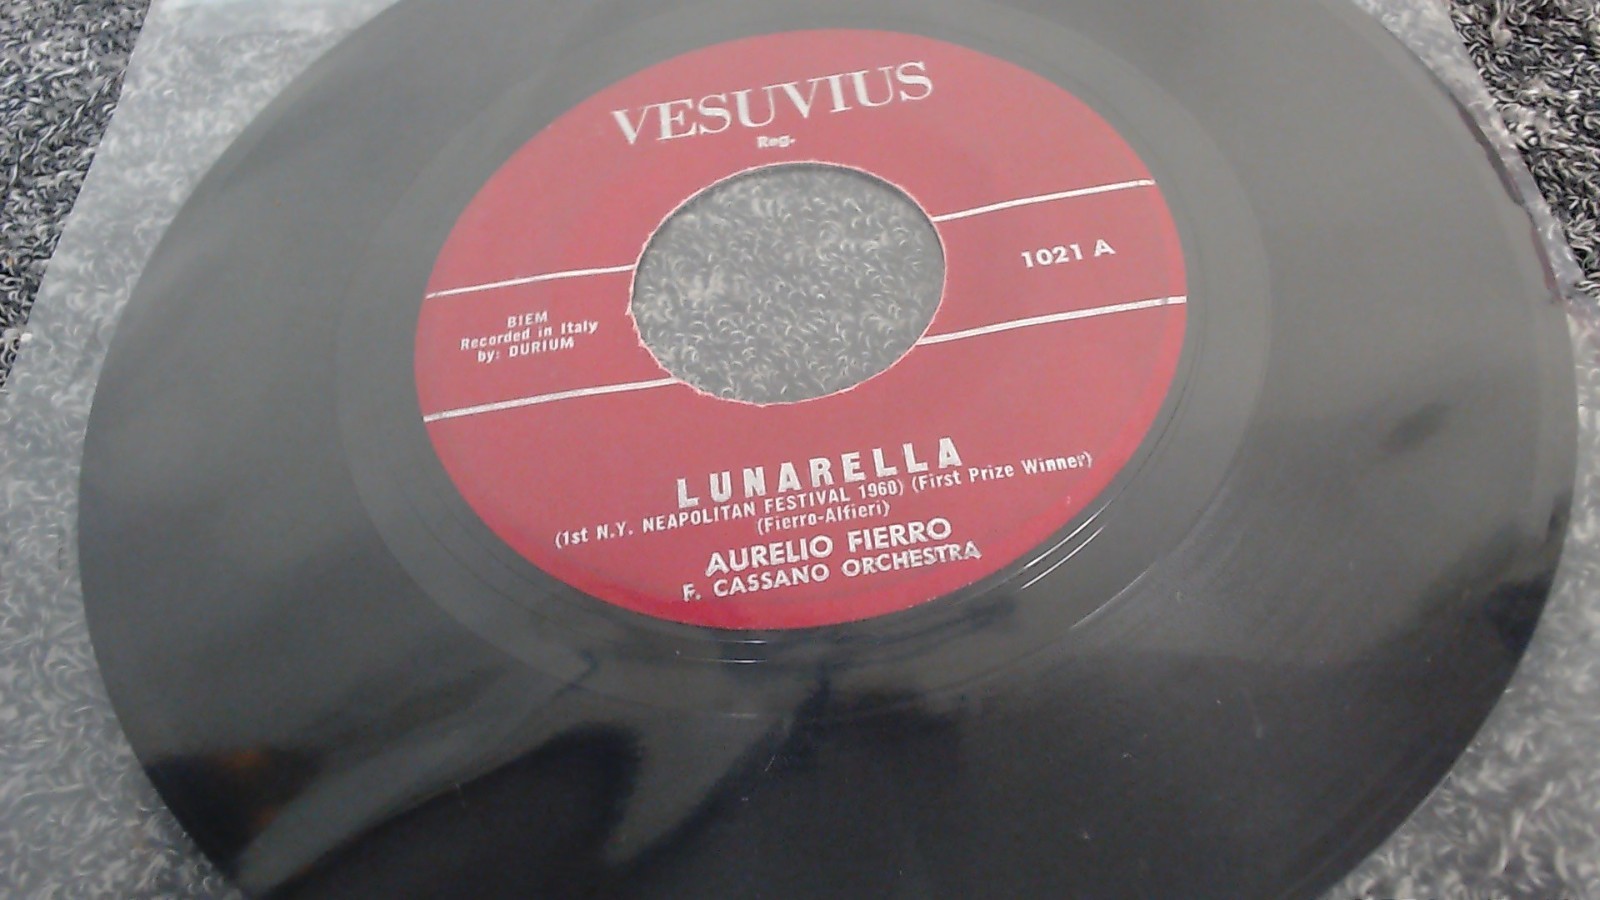 VESUVIUS
Reg.
1021 A
BIEM
Recorded in Italy
by: DURIUM
LUNARELLA
(1st N.Y. NEAPOLITAN FESTIVAL 1960) (First Prize Winner)
(Fierro-Alfieri)
AURELIO FIERRO
F. CASSANO ORCHESTRA